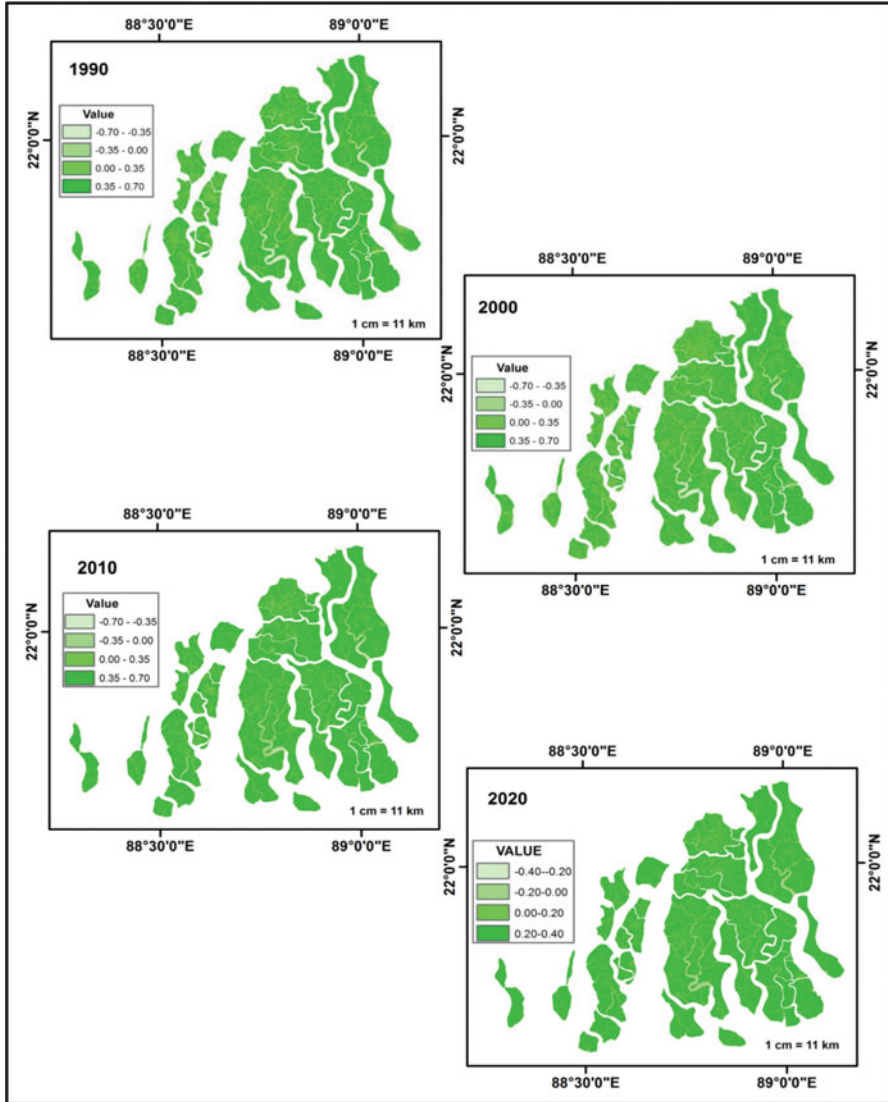 88°30'0"E 89°0'0"E
1990
Value
-0.70 - -0.35
-0.35 - 0.00
0.00 - 0.35
0.35 - 0.70
22°0'0"N
22°0'0"N
1 cm = 11 km
88°30'0"E 89°0'0"E
88°30'0"E 89°0'0"E
2000
Value
-0.70 - -0.35
-0.35 - 0.00
0.00 - 0.35
0.35 - 0.70
22°0'0"N
22°0'0"N
1 cm = 11 km
88°30'0"E 89°0'0"E
88°30'0"E 89°0'0"E
2010
Value
-0.70 - -0.35
-0.35 - 0.00
0.00 - 0.35
0.35 - 0.70
22°0'0"N
22°0'0"N
1 cm = 11 km
88°30'0"E 89°0'0"E
88°30'0"E 89°0'0"E
2020
VALUE
-0.40--0.20
-0.20-0.00
0.00-0.20
0.20-0.40
22°0'0"N
22°0'0"N
1 cm = 11 km
88°30'0"E 89°0'0"E